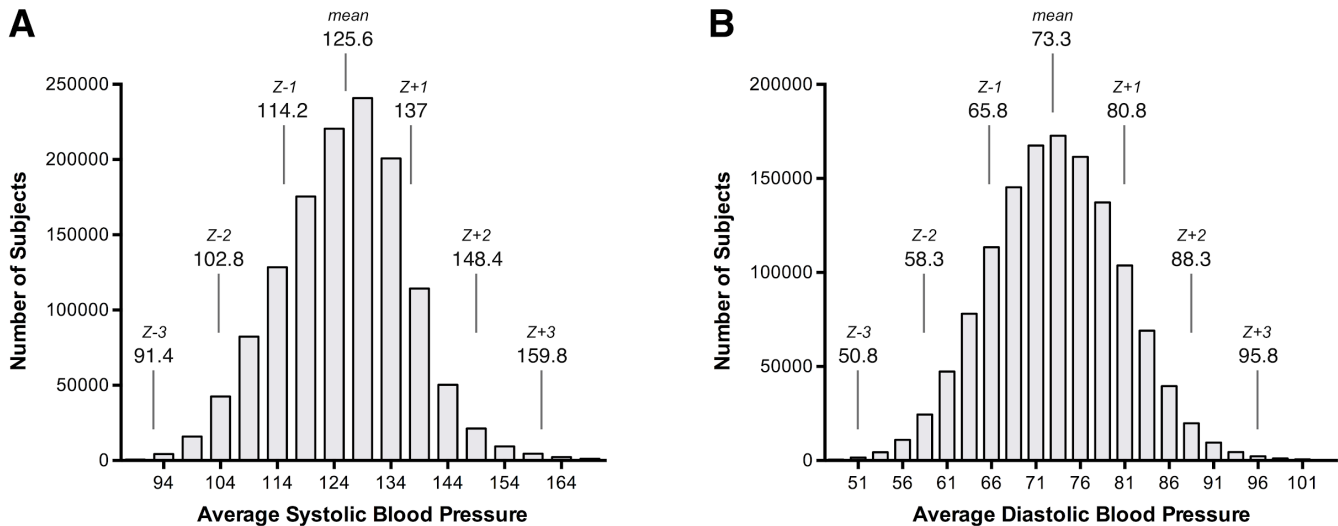 A
mean
125.6
Z-1
114.2
Z+1
137
Z-2
102.8
Z+2
148.4
Z-3
91.4
Z+3
159.8
250000
200000
150000
100000
50000
0
Number of Subjects
94 104 114 124 134 144 154 164
Average Systolic Blood Pressure
B
mean
73.3
Z-1
65.8
Z+1
80.8
Z-2
58.3
Z+2
88.3
Z-3
50.8
Z+3
95.8
200000
150000
100000
50000
0
Number of Subjects
51 56 61 66 71 76 81 86 91 96 101
Average Diastolic Blood Pressure